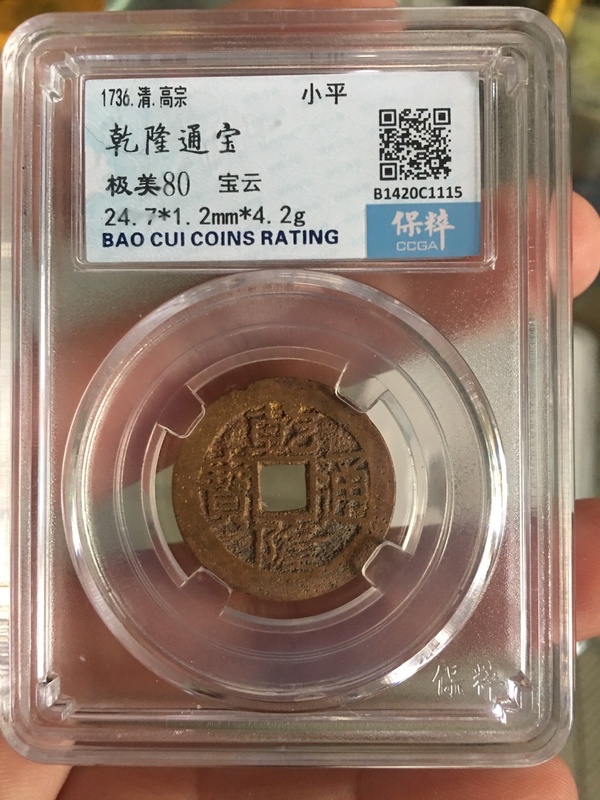 1736.清.高宗
小平
乾隆通宝
极美80 宝云
B1420C1115
24.7*1.2mm*4.2g
保粹
CCGA
BAO CUI COINS RATING
乾隆通寳
保粹